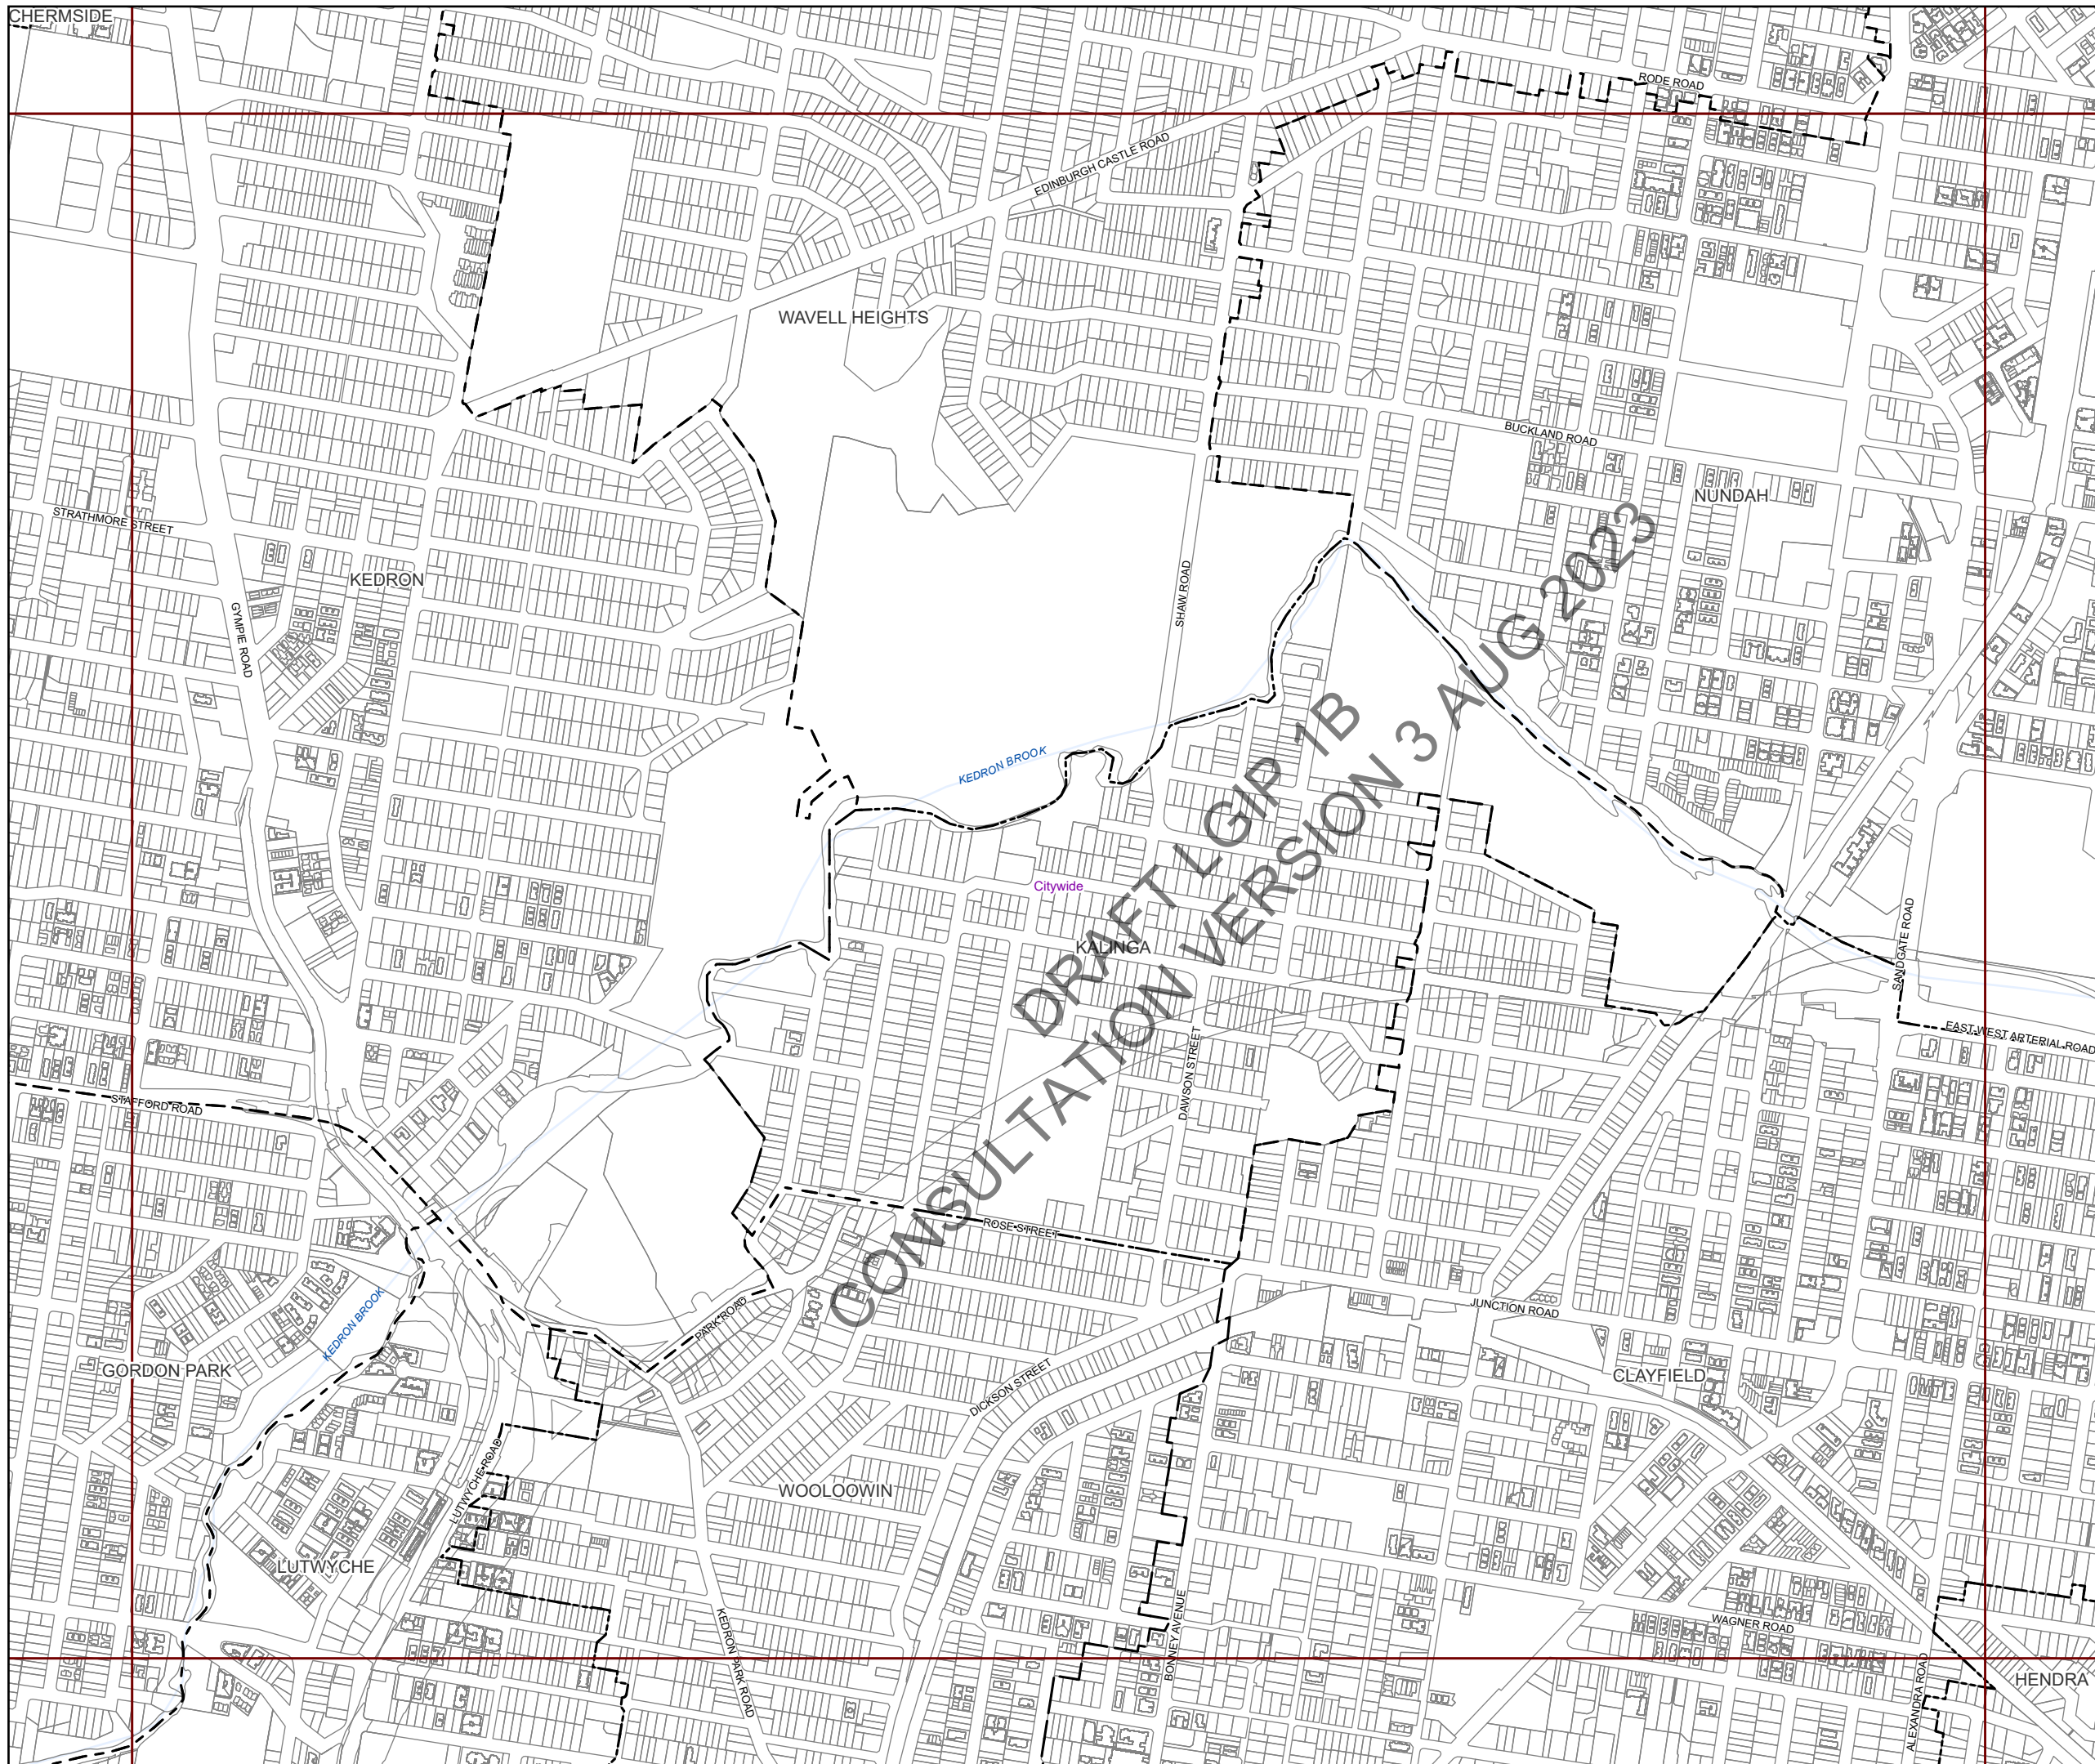 CHERMSIDE
RODE ROAD
EDINBURGH CASTLE ROAD
WAVELL HEIGHTS
BUCKLAND ROAD
NUNDAH
STRATHMORE STREET
KEDRON
GYMPIE ROAD
SHAW ROAD
KEDRON BROOK
Citywide
KALINGA
DRAFT LGIP 1B
CONSULTATION VERSION 3 AUG 2023
SANDGATE ROAD
EAST-WEST ARTERIAL ROAD
DAWSON STREET
STAFFORD ROAD
ROSE STREET
KEDRON BROOK
PARK ROAD
JUNCTION ROAD
GORDON PARK
DICKSON STREET
CLAYFIELD
LUTWYCHE ROAD
WOOLOOWIN
LUTWYCHE
KEDRON PARK ROAD
BONNEY AVENUE
WAGNER ROAD
ALEXANDRA ROAD
HENDRA